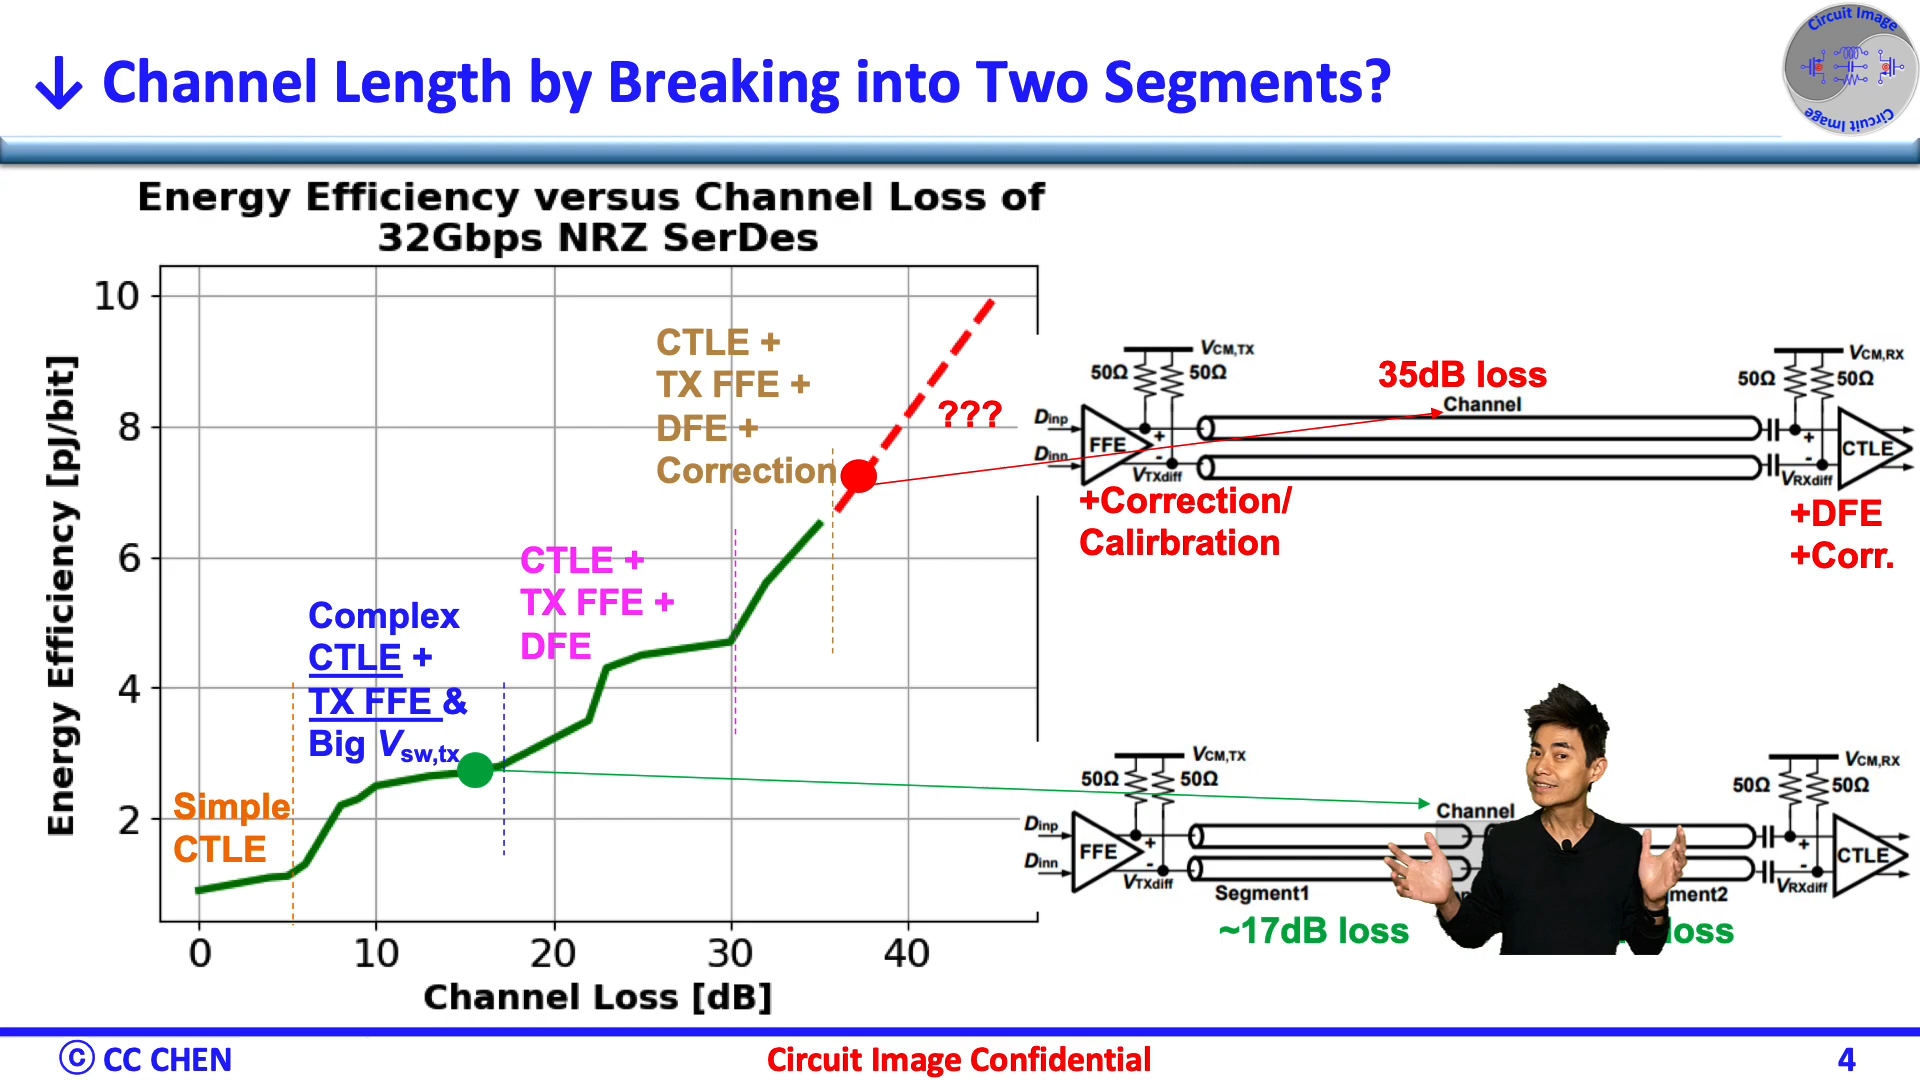 ↓ Channel Length by Breaking into Two Segments?
Circuit Image
Circuit Image
Energy Efficiency versus Channel Loss of
32Gbps NRZ SerDes
Energy Efficiency [pJ/bit]
10
8
6
4
2
0
10
20
30
40
Channel Loss [dB]
Simple
CTLE
Complex
CTLE +
TX FFE &
Big Vsw,tx
CTLE +
TX FFE +
DFE
CTLE +
TX FFE +
DFE +
Correction
???
VCM,TX
50Ω
50Ω
Dinp
Dinn
FFE
+
-
VTXdiff
+Correction/
Calirbration
35dB loss
Channel
VCM,RX
50Ω
50Ω
+
-
VRXdiff
CTLE
+DFE
+Corr.
VCM,TX
50Ω
50Ω
Dinp
Dinn
FFE
+
-
VTXdiff
Channel
Segment1
~17dB loss
ment2
loss
VCM,RX
50Ω
50Ω
+
-
VRXdiff
CTLE
© CC CHEN
Circuit Image Confidential
4